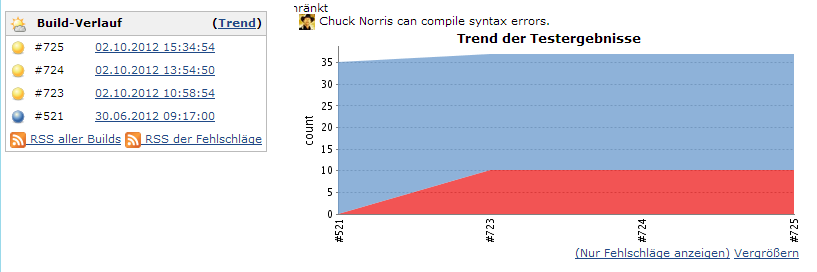 Build-Verlauf (Trend)
#725 02.10.2012 15:34:54
#724 02.10.2012 13:54:50
#723 02.10.2012 10:58:54
#521 30.06.2012 09:17:00
RSS aller Builds RSS der Fehlschläge
hränkt
Chuck Norris can compile syntax errors.
Trend der Testergebnisse
count
35
30
25
20
15
10
5
0
#521 #723 #724 #725
(Nur Fehlschläge anzeigen) Vergrößern